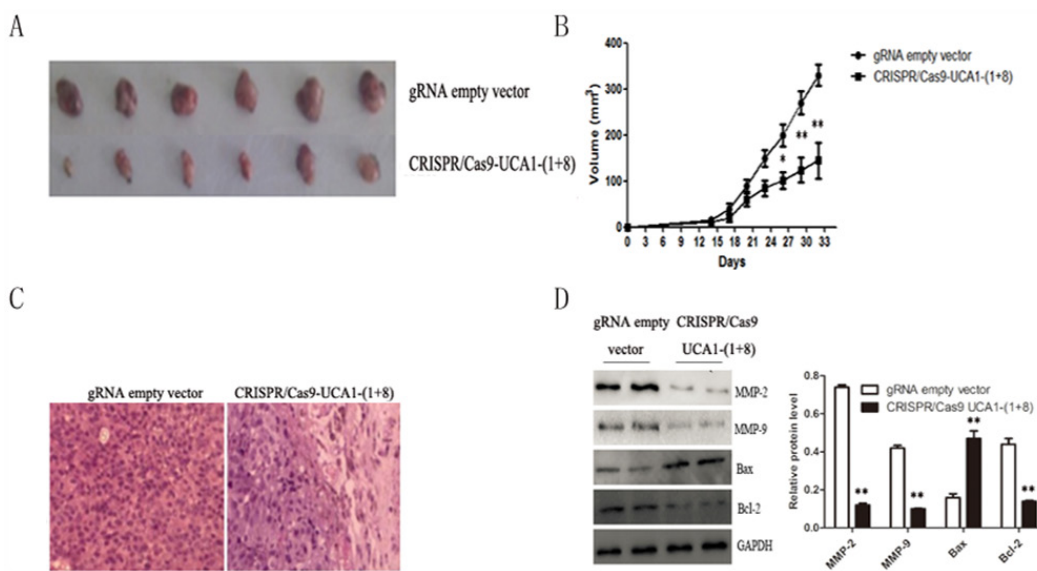 A
gRNA empty vector
CRISPR/Cas9-UCA1-(1+8)
B
400
300
200
100
0
Volume (mm³)
0 3 6 9 12 15 18 21 24 27 30 33
Days
gRNA empty vector
CRISPR/Cas9-UCA1-(1+8)
*
**
**
C
gRNA empty vector
CRISPR/Cas9-UCA1-(1+8)
D
gRNA empty CRISPR/Cas9
vector UCA1-(1+8)
MMP-2
MMP-9
Bax
Bcl-2
GAPDH
Relative protein level
0.8
0.4
0.0
gRNA empty vector
CRISPR/Cas9 UCA1-(1+8)
**
**
**
**
MMP-2
MMP-9
Bax
Bcl-2